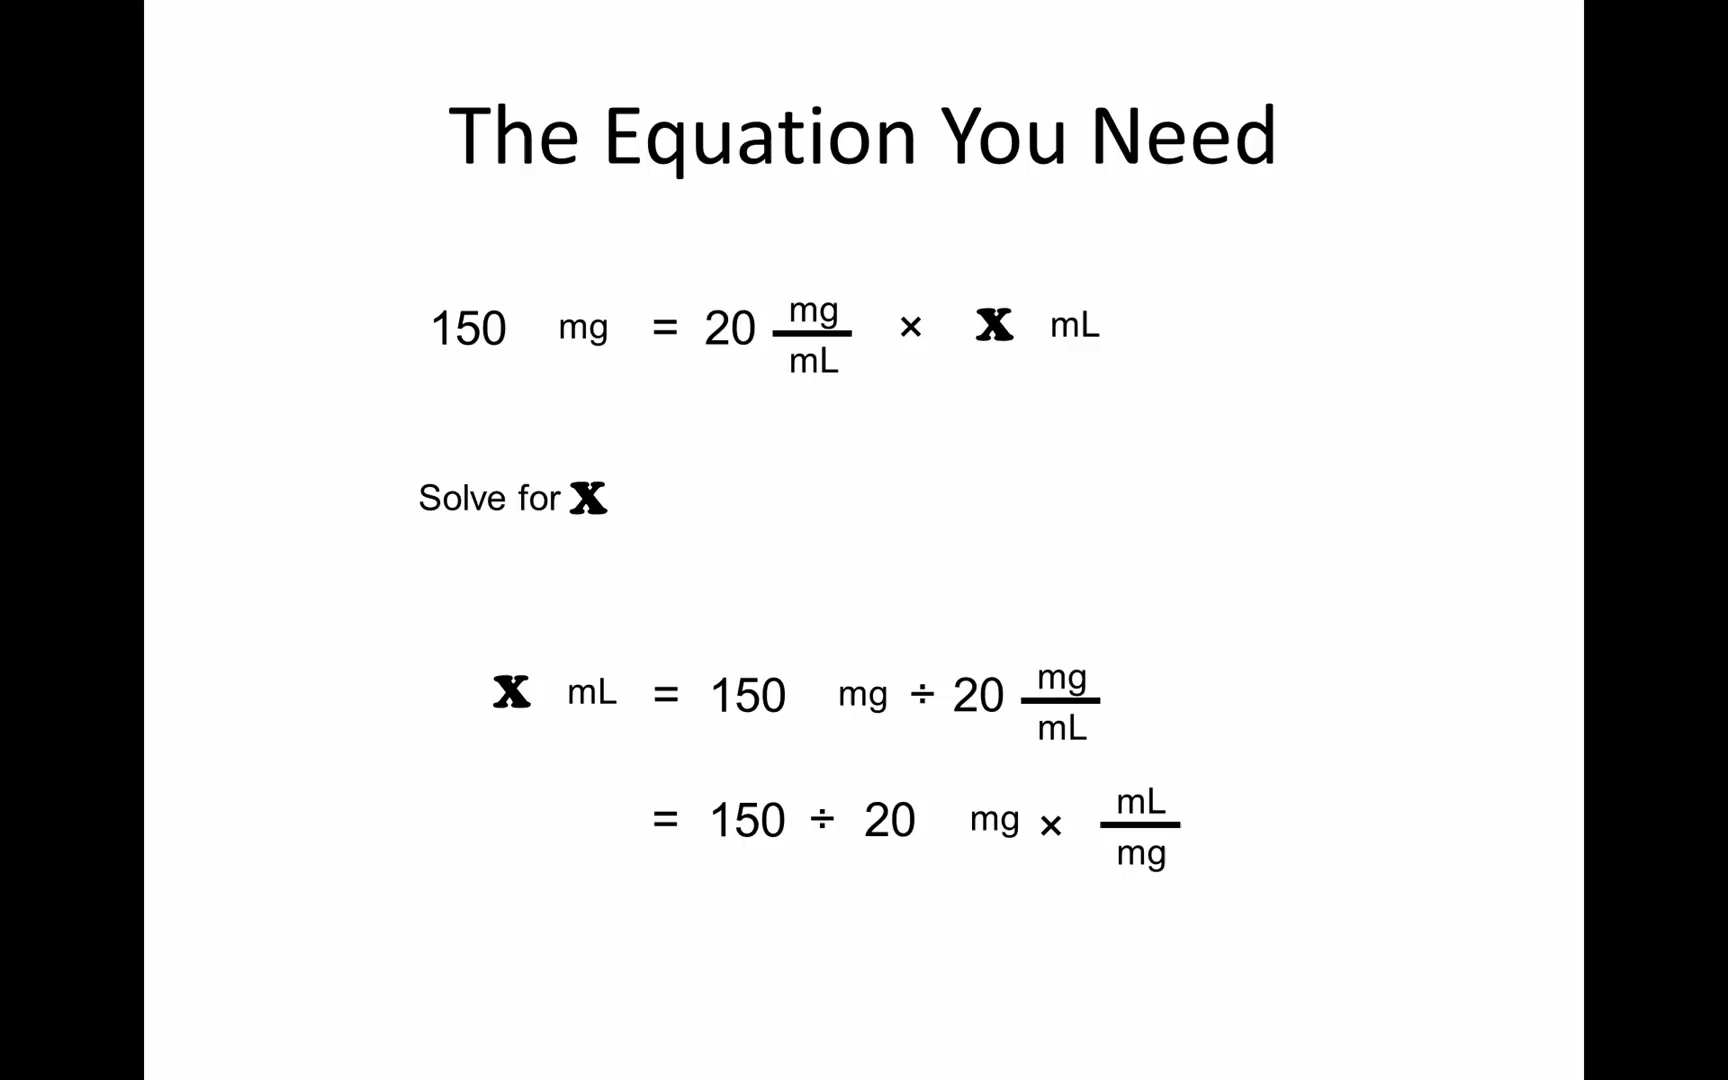 The Equation You Need
150 mg = 20 mg/mL × x mL
Solve for x
x mL = 150 mg ÷ 20 mg/mL
= 150 ÷ 20 mg × mL/mg